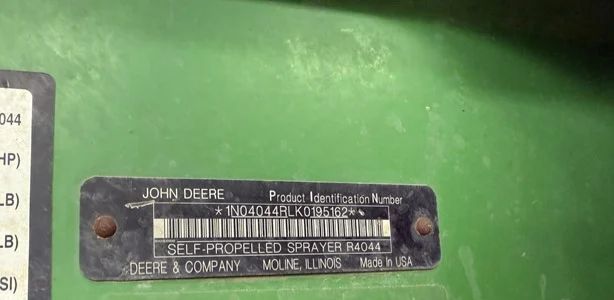 044
HP)
LB)
LB)
SI)
JOHN DEERE Product Identification Number
*1N04044RLK0195162*
SELF-PROPELLED SPRAYER R4044
DEERE & COMPANY MOLINE, ILLINOIS Made In USA